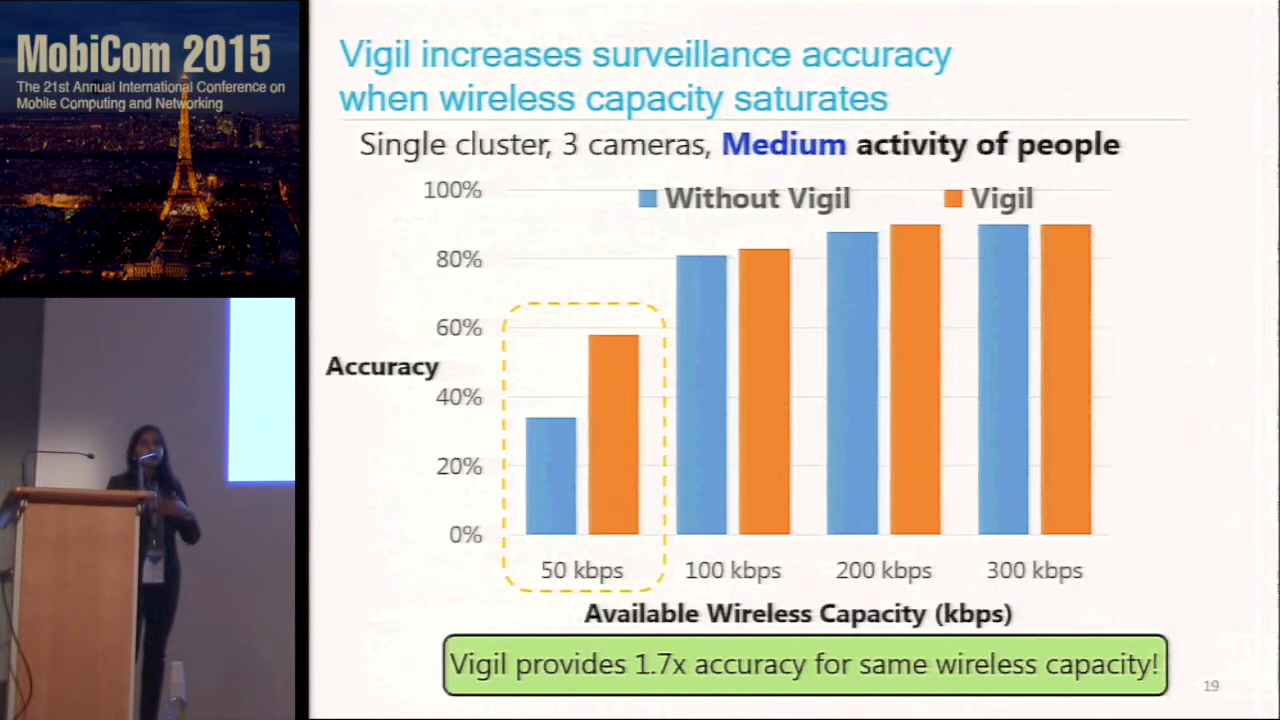 MobiCom 2015
The 21st Annual International Conference on
Mobile Computing and Networking
Vigil increases surveillance accuracy
when wireless capacity saturates
Single cluster, 3 cameras, Medium activity of people
100%
Without Vigil
Vigil
80%
60%
Accuracy
40%
20%
0%
50 kbps
100 kbps
200 kbps
300 kbps
Available Wireless Capacity (kbps)
Vigil provides 1.7x accuracy for same wireless capacity!
19